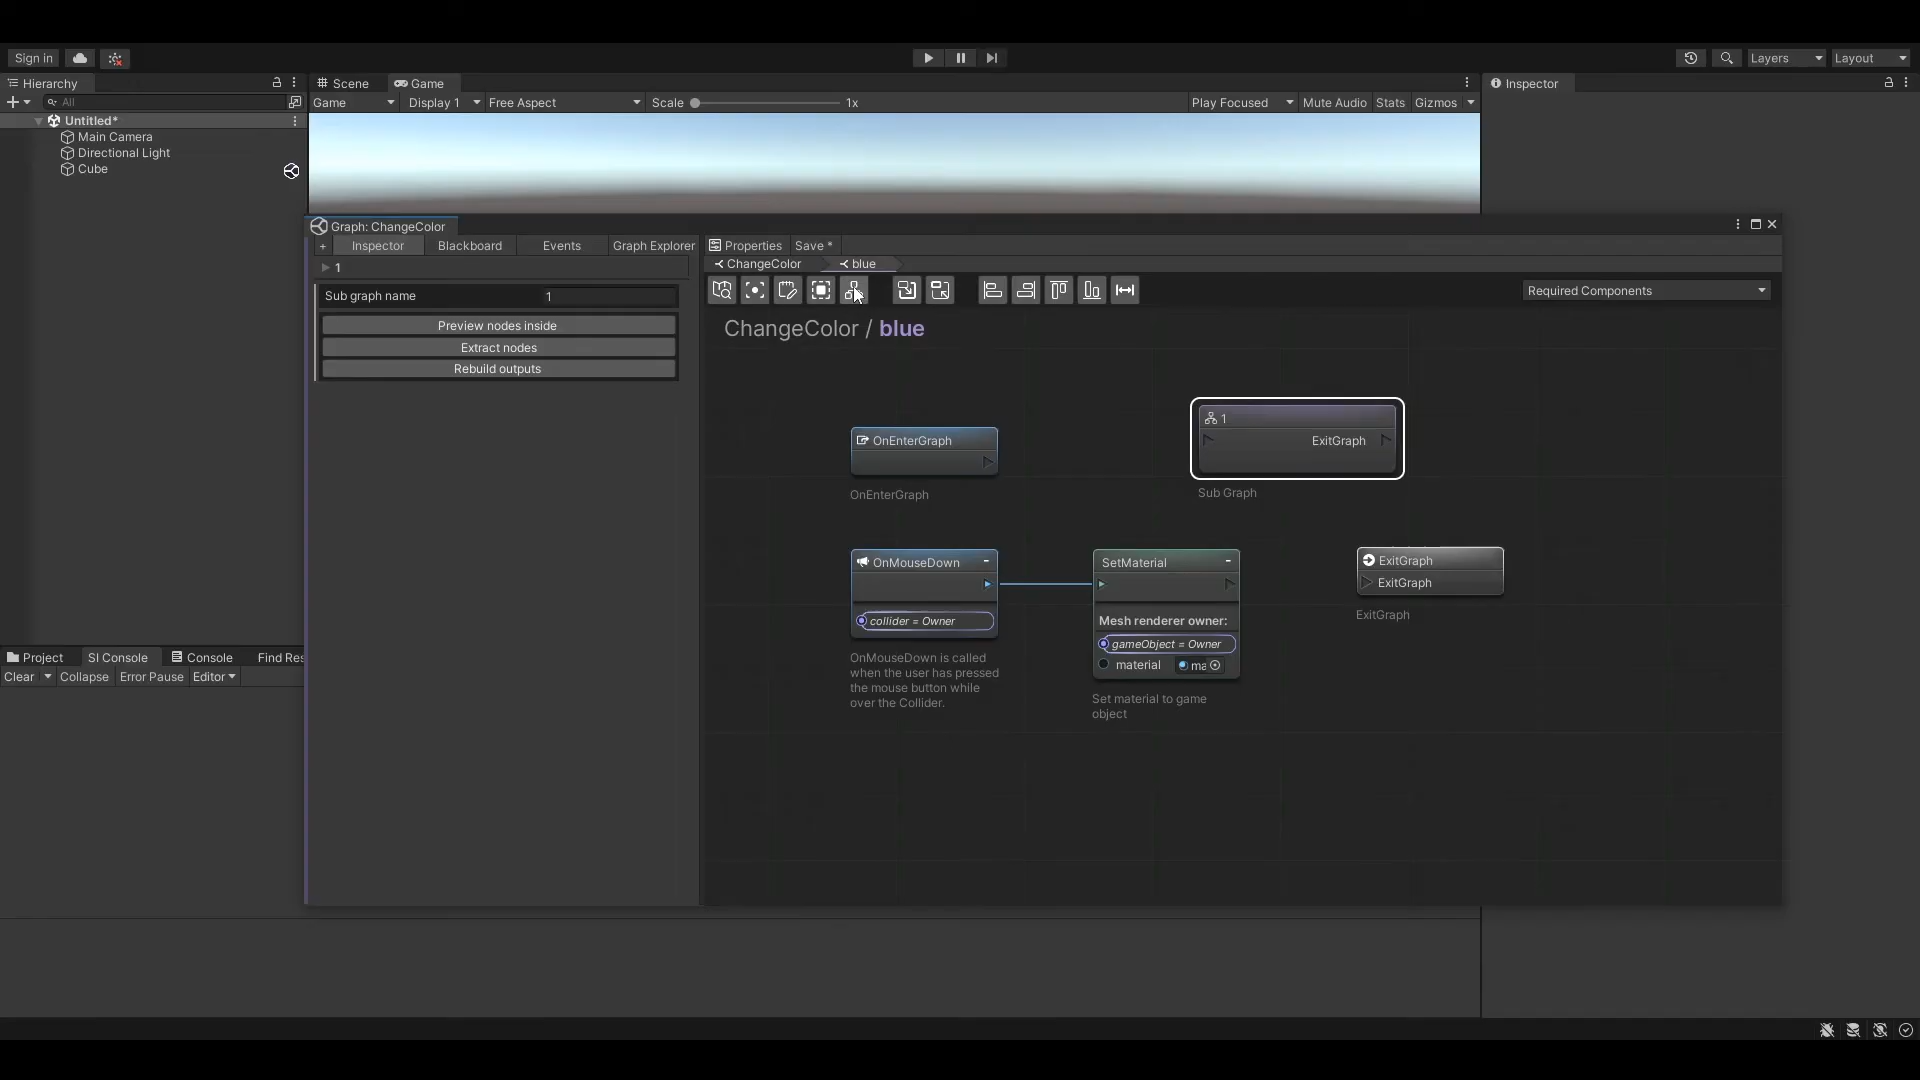 Sign in
Layers
Layout
Hierarchy
Scene
Game
Inspector
All
Game
Display 1
Free Aspect
Scale
1x
Play Focused
Mute Audio
Stats
Gizmos
Untitled*
Main Camera
Directional Light
Cube
Graph: ChangeColor
+
Inspector
Blackboard
Events
Graph Explorer
Properties
Save *
1
ChangeColor
blue
Sub graph name
1
Required Components
Preview nodes inside
Extract nodes
Rebuild outputs
ChangeColor / blue
1
ExitGraph
Sub Graph
OnEnterGraph
OnEnterGraph
OnMouseDown
collider = Owner
OnMouseDown is called
when the user has pressed
the mouse button while
over the Collider.
SetMaterial
Mesh renderer owner:
gameObject = Owner
material
ma
Set material to game
object
ExitGraph
ExitGraph
ExitGraph
Project
SI Console
Console
Find Res
Clear
Collapse
Error Pause
Editor